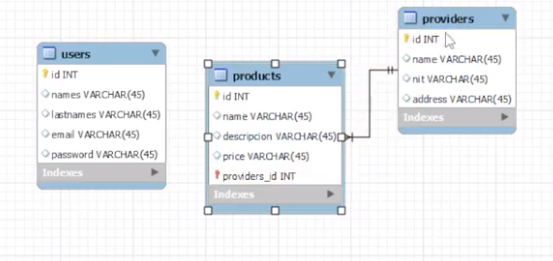 users
id INT
names VARCHAR(45)
lastnames VARCHAR(45)
email VARCHAR(45)
password VARCHAR(45)
Indexes
products
id INT
name VARCHAR(45)
descripcion VARCHAR(45)
price VARCHAR(45)
providers_id INT
Indexes
providers
id INT
name VARCHAR(45)
nit VARCHAR(45)
address VARCHAR(45)
Indexes